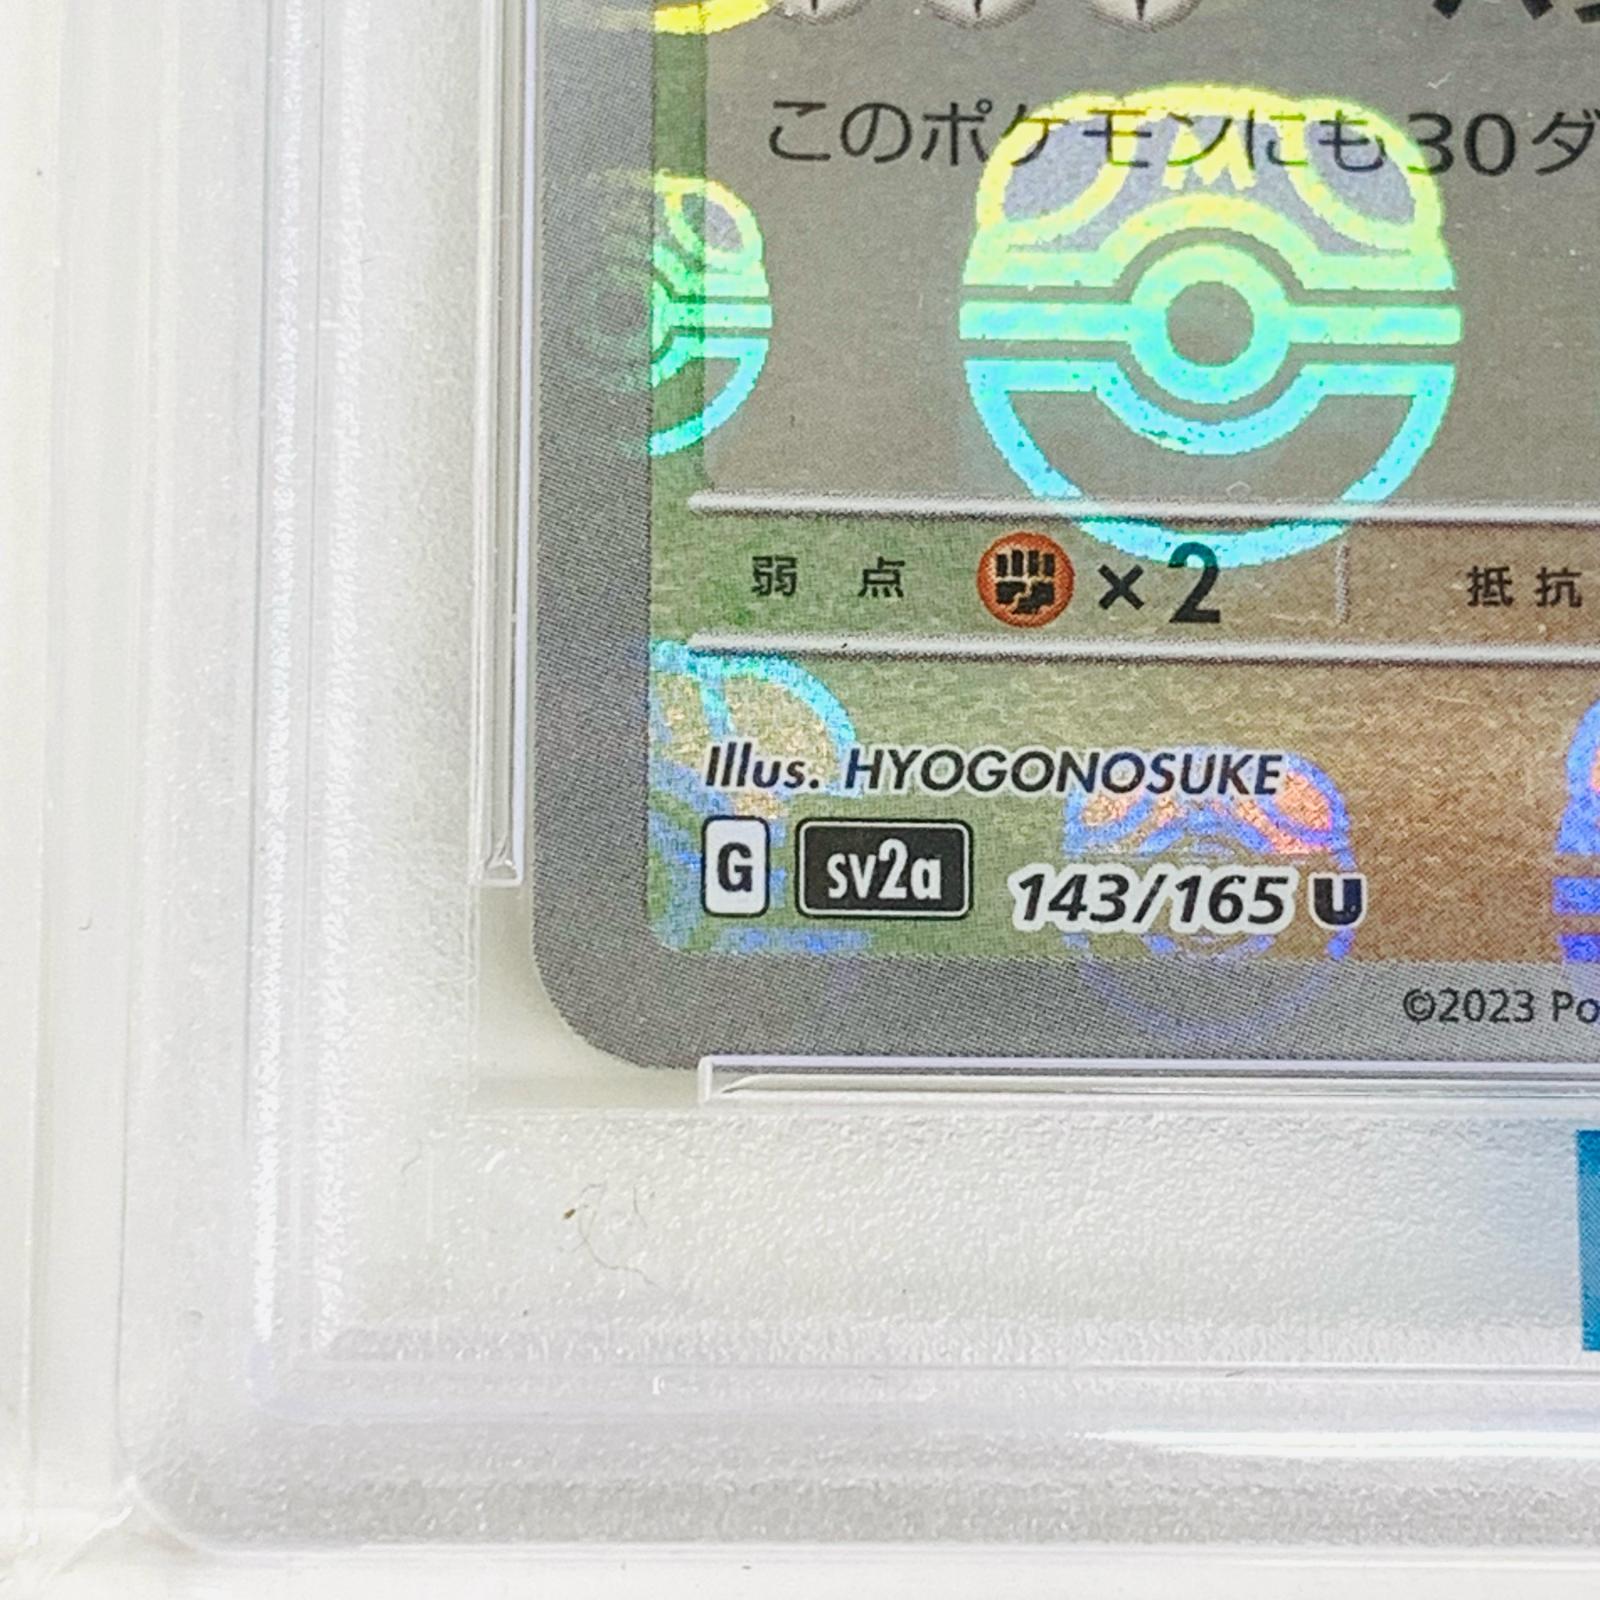 このポケモンにも30ダ
弱点 ×2 抵抗
Illus. HYOGONOSUKE
G sv2a 143/165 U
©2023 Po